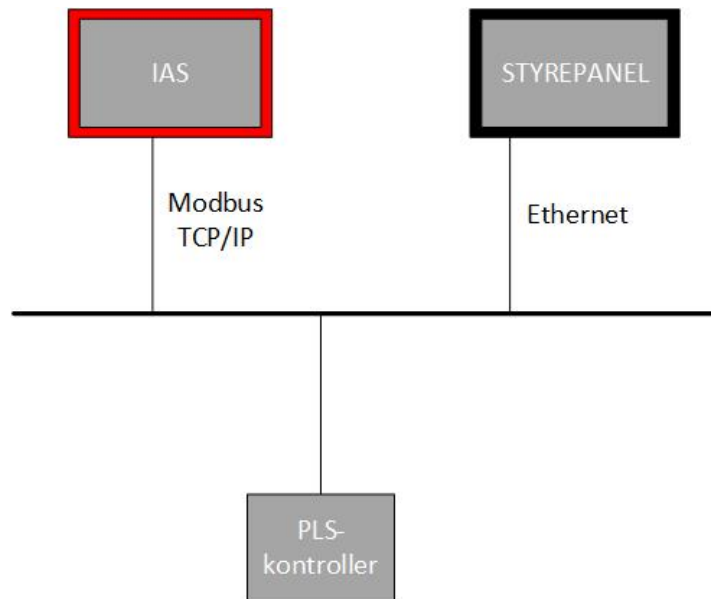 IAS
STYREPANEL
Modbus
TCP/IP
Ethernet
PLS-
kontroller